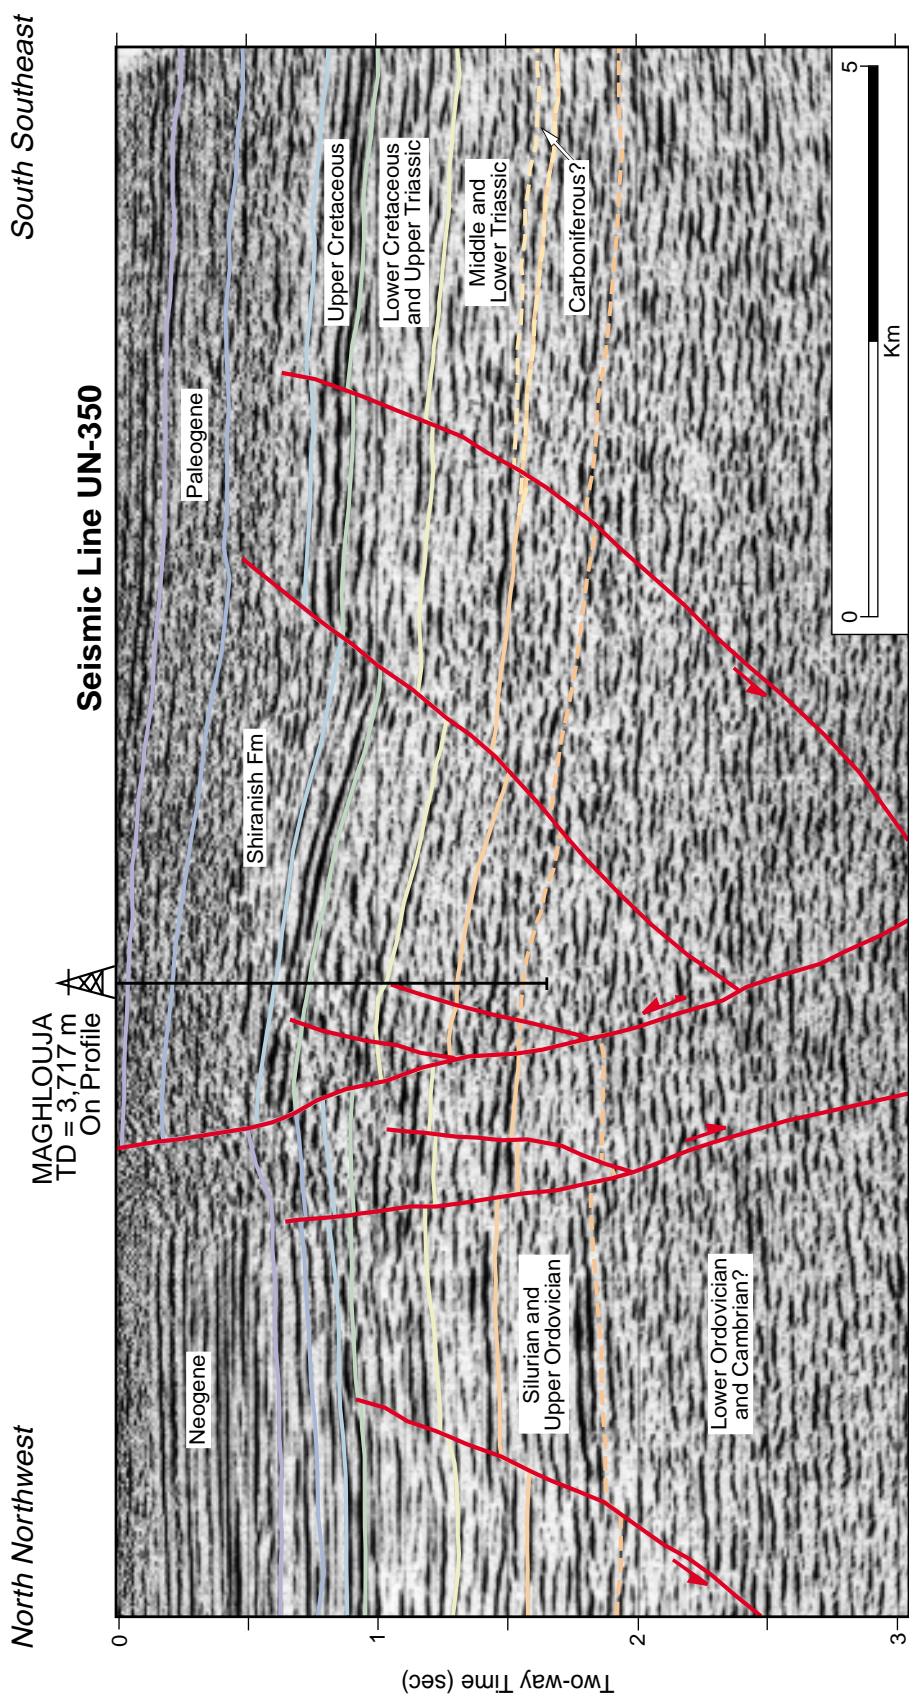 North Northwest
South Southeast
Seismic Line UN-350
MAGHLOUJA
TD = 3,717 m
On Profile
Neogene
Paleogene
Shiranish Fm
Upper Cretaceous
Lower Cretaceous
and Upper Triassic
Middle and
Lower Triassic
Carboniferous?
Silurian and
Upper Ordovician
Lower Ordovician
and Cambrian?
0
1
2
3
Two-way Time (sec)
0
5
Km